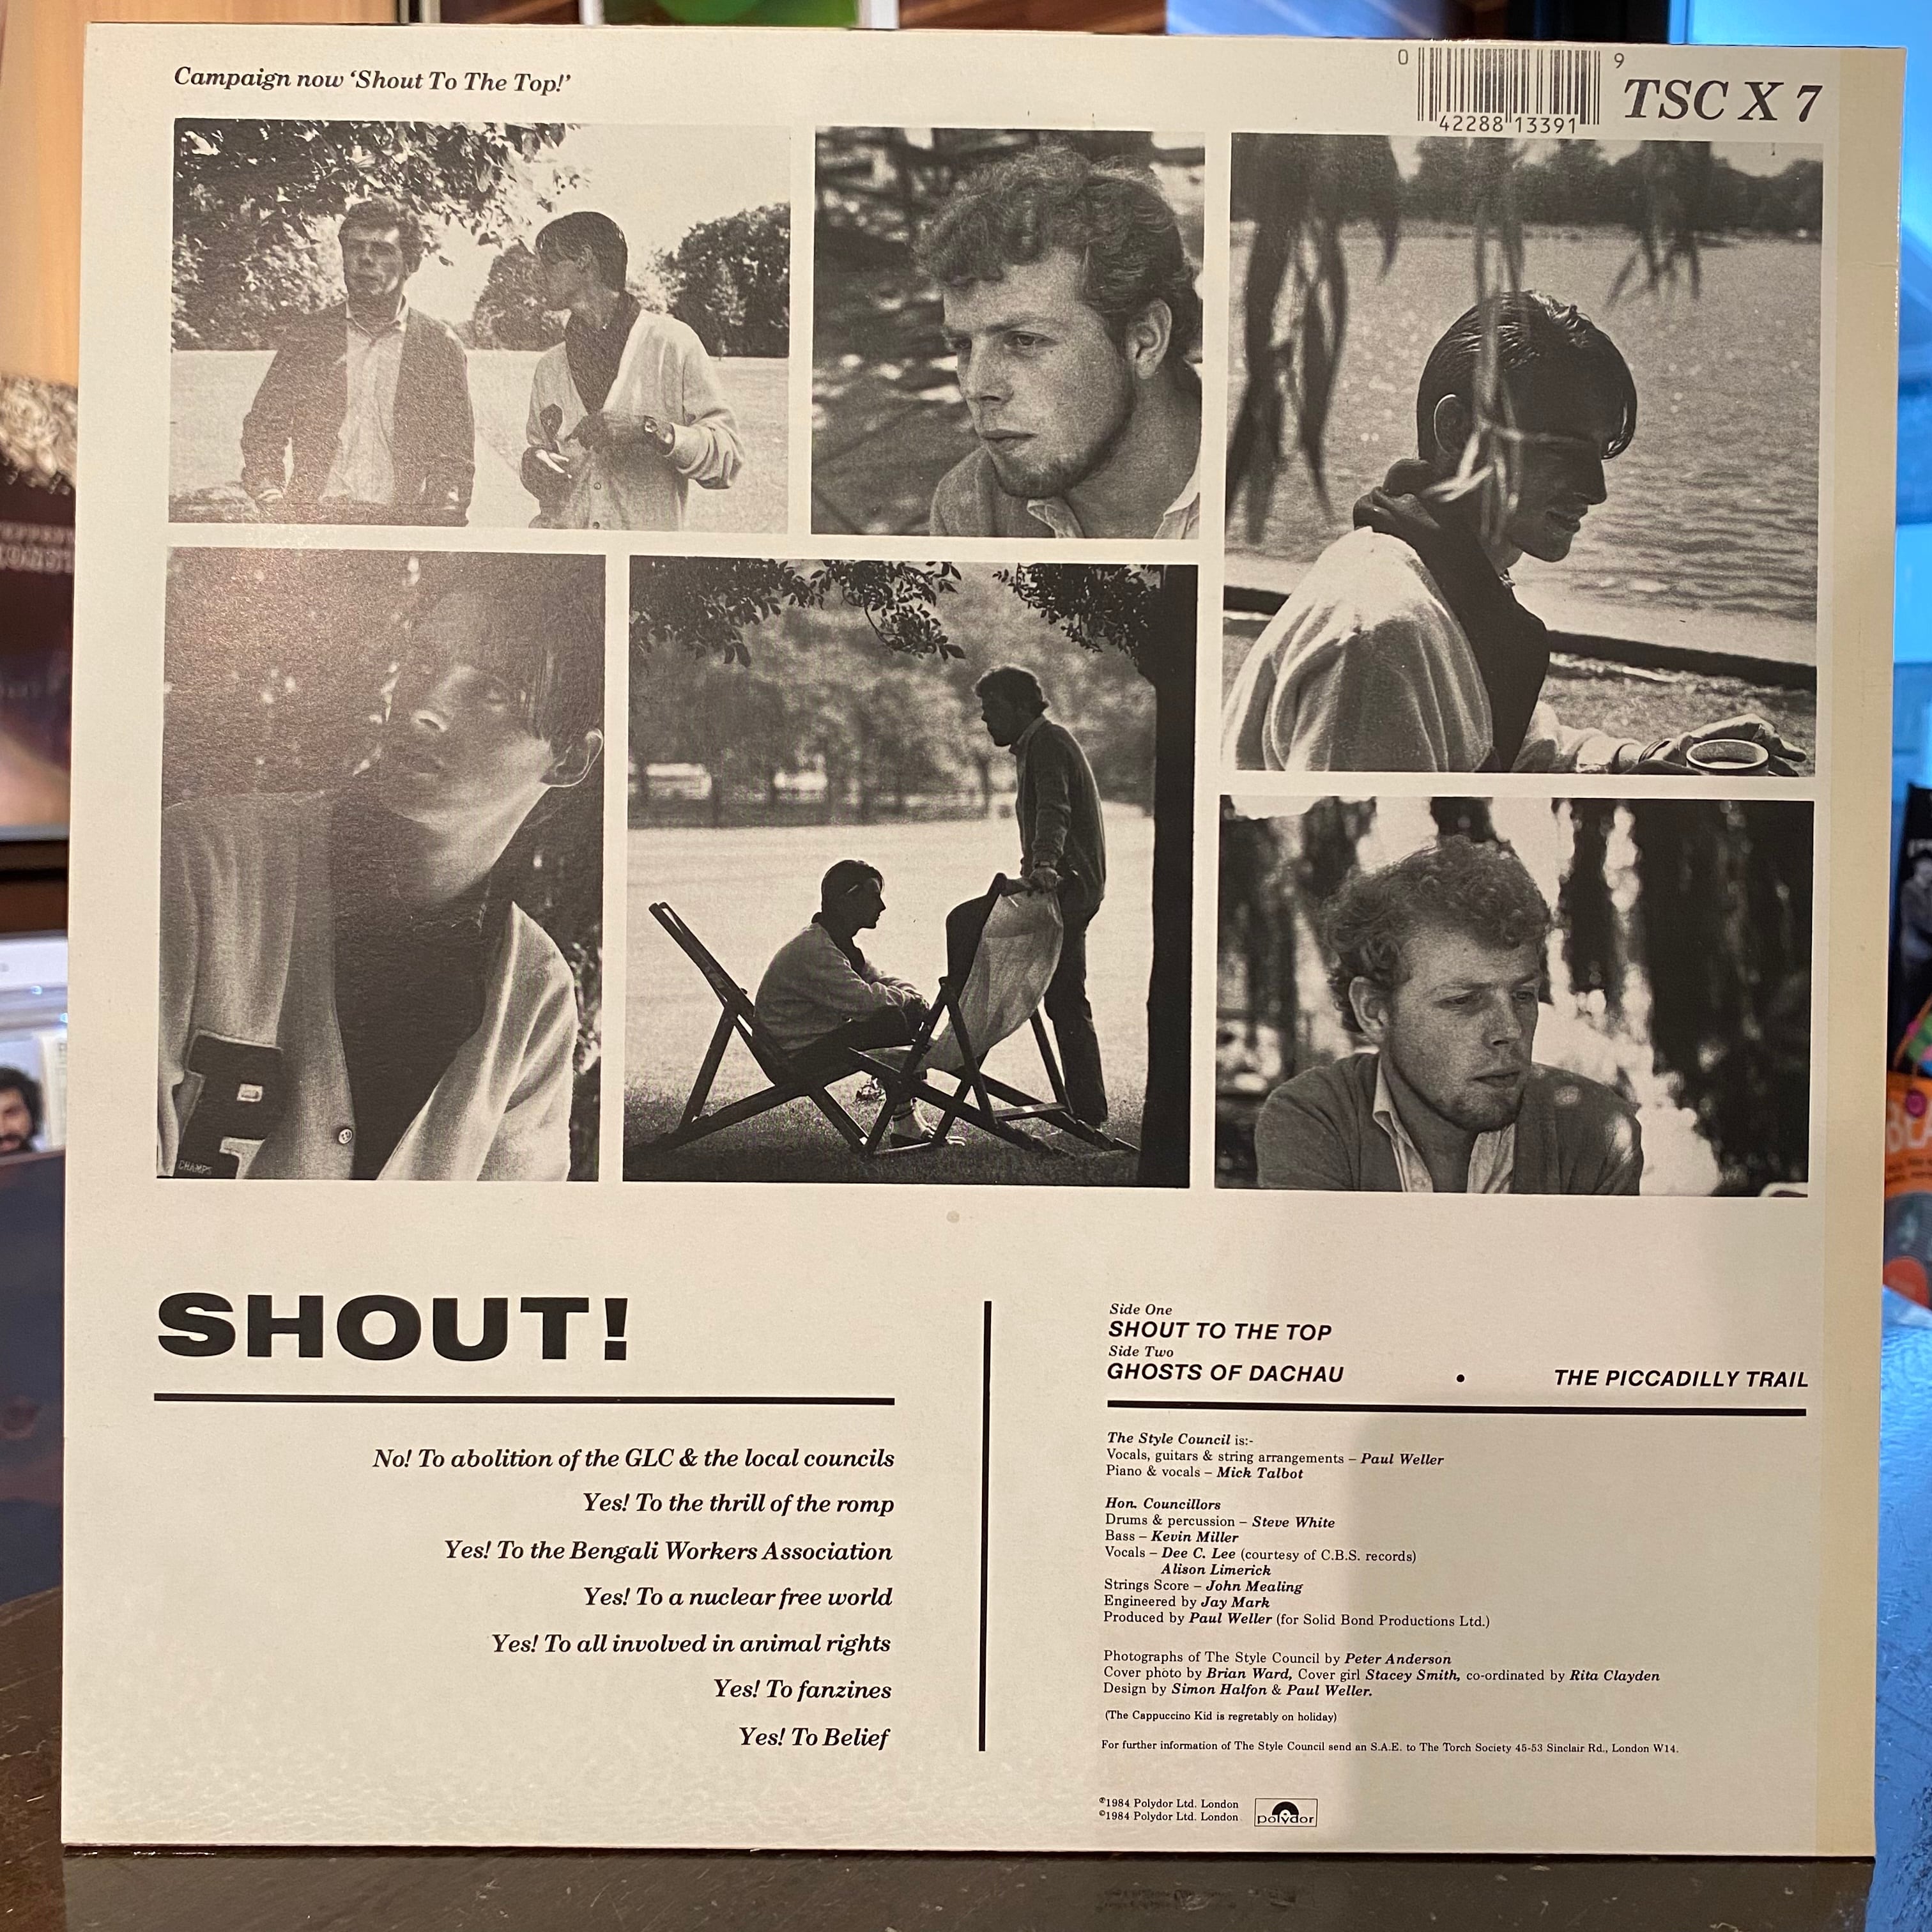 Campaign now ‘Shout To The Top!’
0 42288 13391 9
TSC X 7
CHAMPS
SHOUT!
No! To abolition of the GLC & the local councils
Yes! To the thrill of the romp
Yes! To the Bengali Workers Association
Yes! To a nuclear free world
Yes! To all involved in animal rights
Yes! To fanzines
Yes! To Belief
Side One
SHOUT TO THE TOP
Side Two
GHOSTS OF DACHAU • THE PICCADILLY TRAIL
The Style Council is:-
Vocals, guitars & string arrangements – Paul Weller
Piano & vocals – Mick Talbot
Hon. Councillors
Drums & percussion – Steve White
Bass – Kevin Miller
Vocals – Dee C. Lee (courtesy of C.B.S. records)
Alison Limerick
Strings Score – John Mealing
Engineered by Jay Mark
Produced by Paul Weller (for Solid Bond Productions Ltd.)
Photographs of The Style Council by Peter Anderson
Cover photo by Brian Ward, Cover girl Stacey Smith, co-ordinated by Rita Clayden
Design by Simon Halfon & Paul Weller.
(The Cappuccino Kid is regretably on holiday)
For further information of The Style Council send an S.A.E. to The Torch Society 45-53 Sinclair Rd., London W14.
℗1984 Polydor Ltd. London
©1984 Polydor Ltd. London
polydor